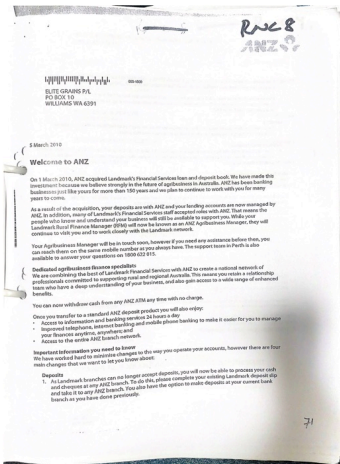 RNC8
ANZ
ELITE GRAINS P/L
PO BOX 10
WILLIAMS WA 6391
5 March 2010
Welcome to ANZ
On 1 March 2010, ANZ acquired Landmark's Financial Services loan and deposit book. We have made this
investment because we believe strongly in the future of agribusiness in Australia. ANZ has been banking
businesses just like yours for more than 150 years and we plan to continue to work with you for many
years to come.
As a result of the acquisition, your deposits are with ANZ and your lending accounts are now managed by
ANZ. In addition, many of Landmark's Financial Services staff accepted roles with ANZ. That means the
people who know and understand your business will still be available to support you. While your
Landmark Rural Finance Manager (RFM) will now be known as an ANZ Agribusiness Manager, they will
continue to visit you and to work closely with the Landmark network.
Your Agribusiness Manager will be in touch soon, however if you need any assistance before then, you
can reach them on the same mobile number as you always have. The support team in Perth is also
available to answer your questions on 1800 632 815.
Dedicated agribusiness finance specialists
We are combining the best of Landmark Financial Services with ANZ to create a national network of
professionals committed to supporting rural and regional Australia. This means you retain a relationship
team who have a deep understanding of your business, and also gain access to a wide range of enhanced
benefits.
You can now withdraw cash from any ANZ ATM any time with no charge.
Once you transfer to a standard ANZ deposit product you will also enjoy:
• Access to information and banking services 24 hours a day
• Improved telephone, internet banking and mobile phone banking to make it easier for you to manage
your finances anytime, anywhere; and
• Access to the entire ANZ branch network.
Important information you need to know
We have worked hard to minimise changes to the way you operate your accounts, however there are four
main changes that we want to let you know about:
Deposits
1. As Landmark branches can no longer accept deposits, you will now be able to process your cash
and cheques at any ANZ branch. To do this, please complete your existing Landmark deposit slip
and take it to any ANZ branch. You also have the option to make deposits at your current bank
branch as you have done previously.
71